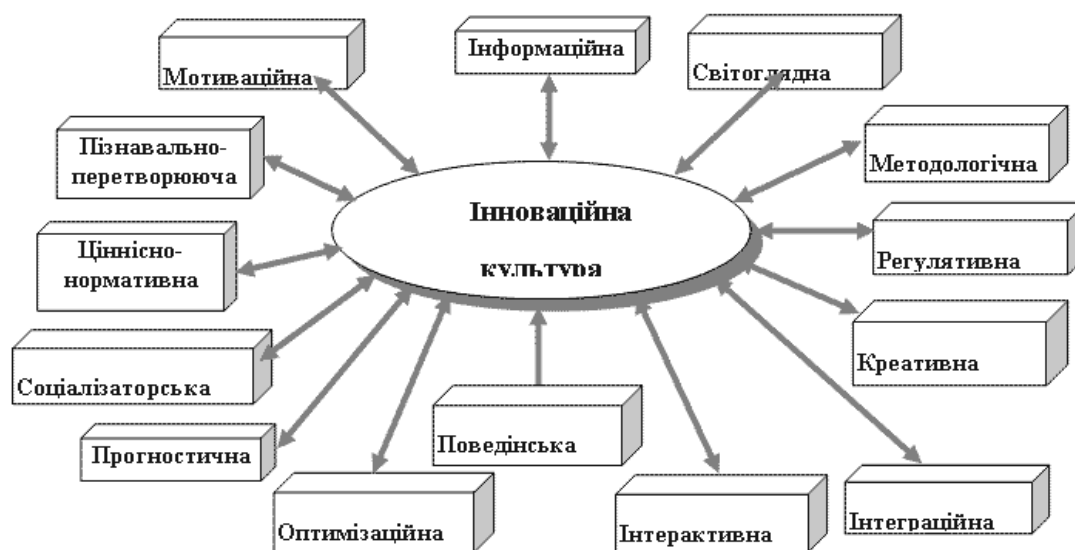 Інформаційна
Мотиваційна
Світоглядна
Пізнавально-
перетворююча
Методологічна
Інноваційна
культура
Ціннісно-
нормативна
Регулятивна
Соціалізаторська
Креативна
Поведінська
Прогностична
Оптимізаційна
Інтерактивна
Інтеграційна